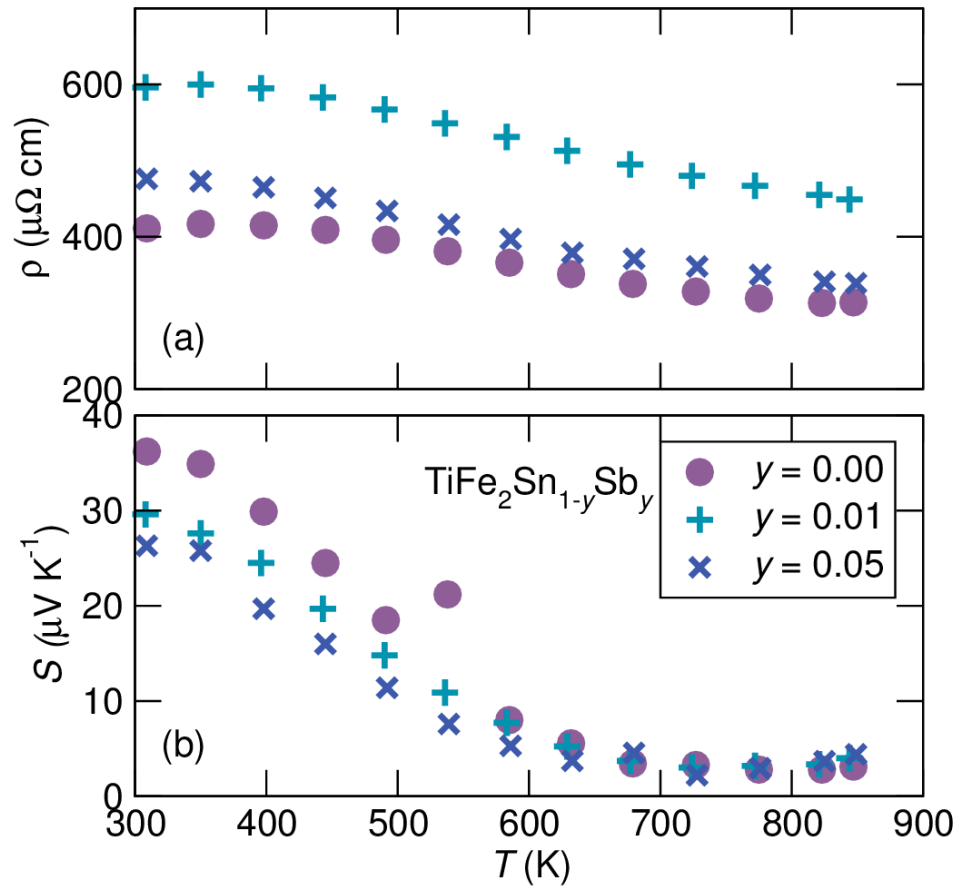 600
400
200
ρ (μΩ cm)
(a)
40
30
20
10
0
S (μV K⁻¹)
TiFe₂Sn₁₋ySby
y = 0.00
y = 0.01
y = 0.05
(b)
300 400 500 600 700 800 900
T (K)